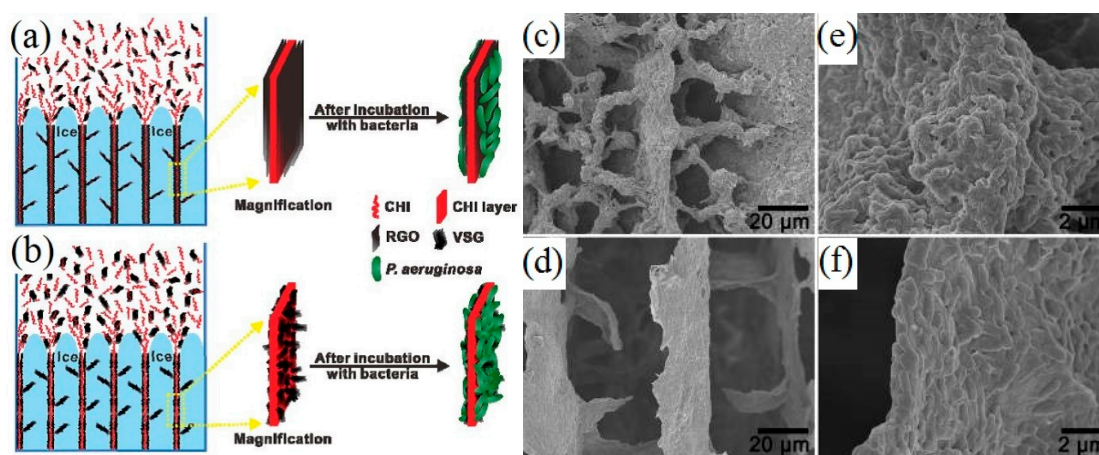 (a)
Ice
Ice
After incubation
with bacteria
Magnification
CHI
CHI layer
RGO
VSG
P. aeruginosa
(b)
Ice
Ice
After incubation
with bacteria
Magnification
(c)
20 µm
(e)
2 µm
(d)
20 µm
(f)
2 µm